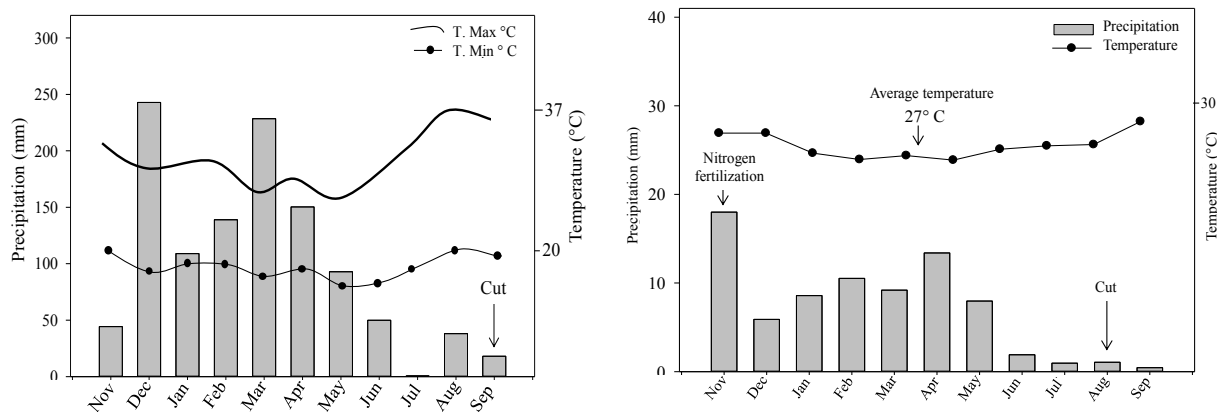 300
250
200
150
100
50
0
Precipitation (mm)
T. Max °C
T. Min ° C
37
20
Temperature (°C)
Cut
Nov
Dec
Jan
Feb
Mar
Apr
May
Jun
Jul
Aug
Sep
40
30
20
10
0
Precipitation (mm)
Precipitation
Temperature
Average temperature
27° C
Nitrogen
fertilization
Cut
30
Temperature (°C)
Nov
Dec
Jan
Feb
Mar
Apr
May
Jun
Jul
Aug
Sep